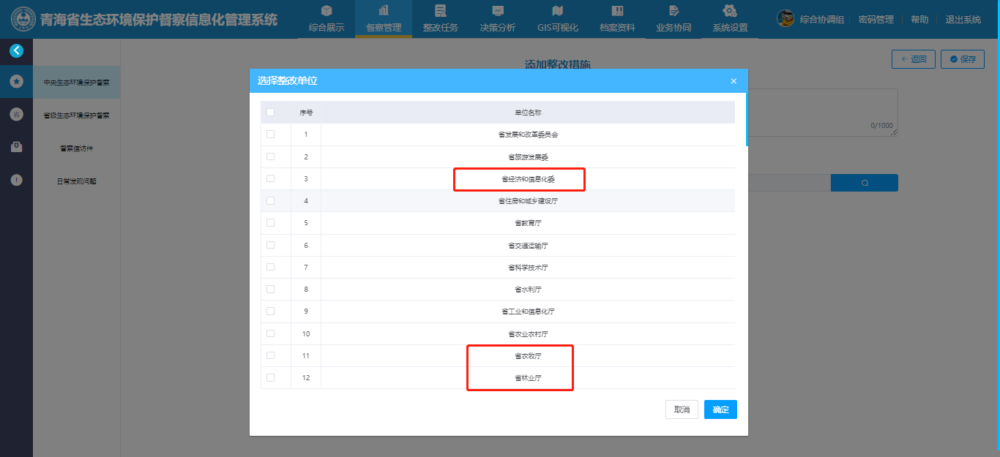 青海省生态环境保护督察信息化管理系统
综合展示 督察管理 整改任务 决策分析 GIS可视化 档案资料 业务协同 系统设置
综合协调组 密码管理 帮助 退出系统
添加整改措施
返回 保存
中央生态环境保护督察
省级生态环境保护督察
督察信访件
日常发现问题
0/1000
选择整改单位 ×
序号 单位名称
1 省发展和改革委员会
2 省旅游发展委
3 省经济和信息化委
4 省住房和城乡建设厅
5 省教育厅
6 省交通运输厅
7 省科学技术厅
8 省水利厅
9 省工业和信息化厅
10 省农业农村厅
11 省农牧厅
12 省林业厅
取消 确定